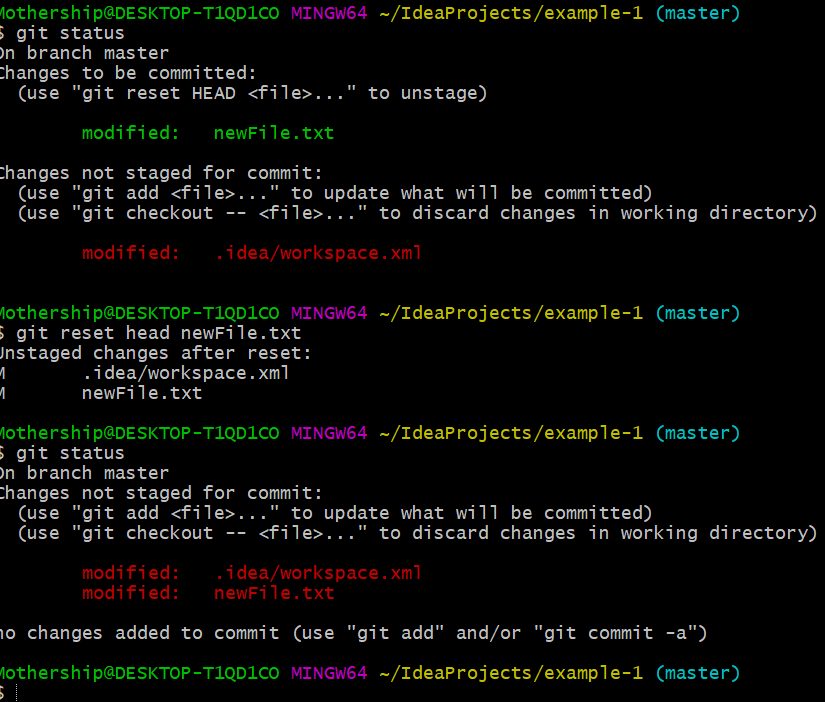 Mothership@DESKTOP-T1QD1CO MINGW64 ~/IdeaProjects/example-1 (master)
$ git status
On branch master
Changes to be committed:
  (use "git reset HEAD <file>..." to unstage)
        modified:   newFile.txt
Changes not staged for commit:
  (use "git add <file>..." to update what will be committed)
  (use "git checkout -- <file>..." to discard changes in working directory)
        modified:   .idea/workspace.xml
Mothership@DESKTOP-T1QD1CO MINGW64 ~/IdeaProjects/example-1 (master)
$ git reset head newFile.txt
Unstaged changes after reset:
M       .idea/workspace.xml
M       newFile.txt
Mothership@DESKTOP-T1QD1CO MINGW64 ~/IdeaProjects/example-1 (master)
$ git status
On branch master
Changes not staged for commit:
  (use "git add <file>..." to update what will be committed)
  (use "git checkout -- <file>..." to discard changes in working directory)
        modified:   .idea/workspace.xml
        modified:   newFile.txt
no changes added to commit (use "git add" and/or "git commit -a")
Mothership@DESKTOP-T1QD1CO MINGW64 ~/IdeaProjects/example-1 (master)
$